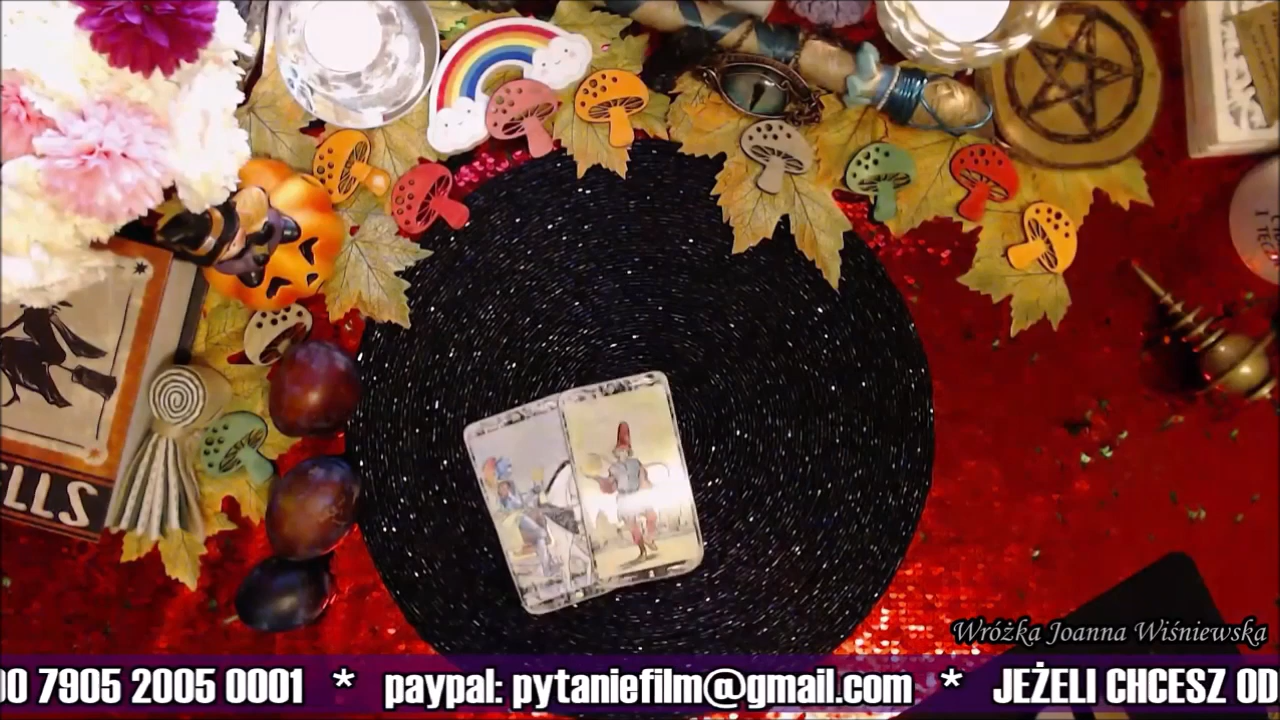 ELLS
Wróżka Joanna Wiśniewska
00 7905 2005 0001 * paypal: pytaniefilm@gmail.com * JEŻELI CHCESZ OD